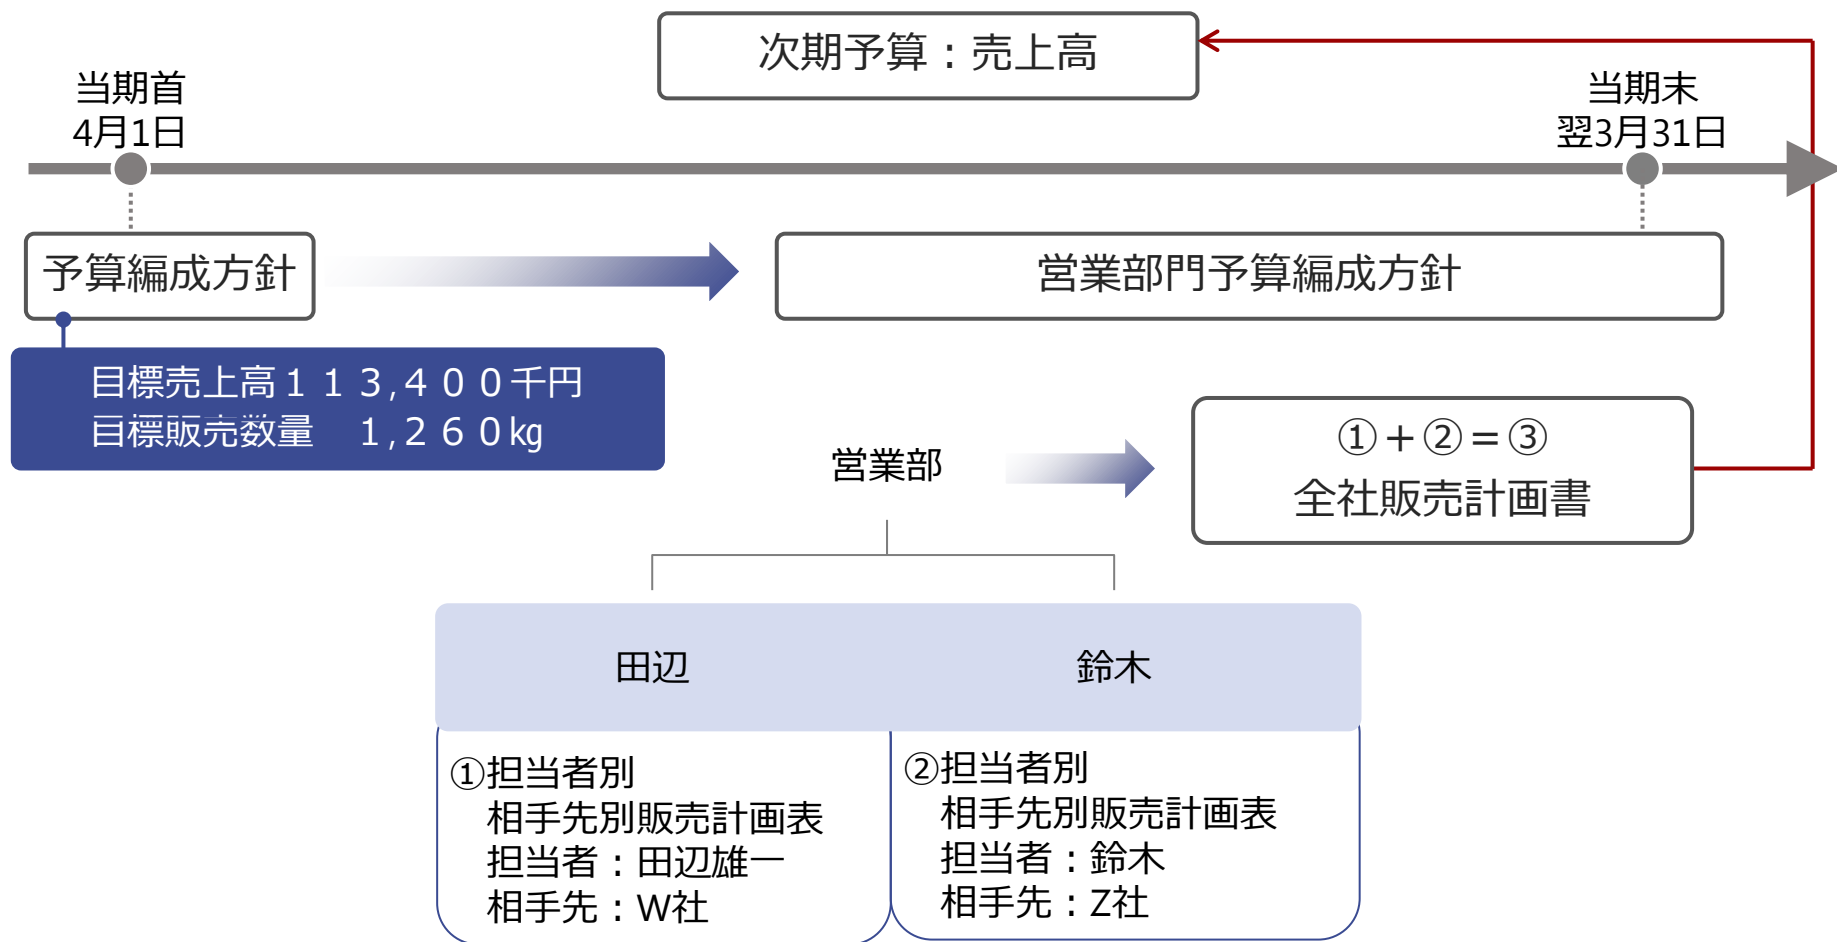 次期予算：売上高
当期首
4月1日
当期末
翌3月31日
予算編成方針
営業部門予算編成方針
目標売上高１１３,４００千円
目標販売数量　１,２６０kg
営業部
①＋②＝③
全社販売計画書
田辺
鈴木
①担当者別
相手先別販売計画表
担当者：田辺雄一
相手先：W社
②担当者別
相手先別販売計画表
担当者：鈴木
相手先：Z社